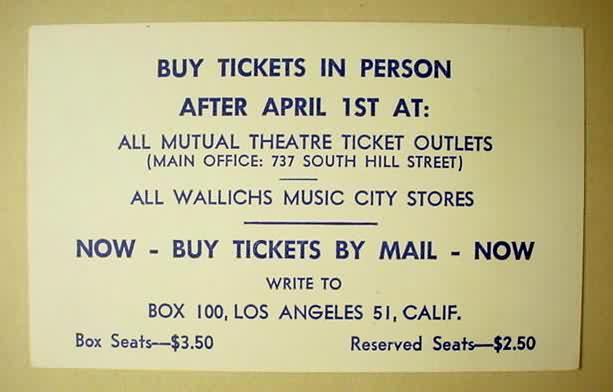 BUY TICKETS IN PERSON
AFTER APRIL 1ST AT:
ALL MUTUAL THEATRE TICKET OUTLETS
(MAIN OFFICE: 737 SOUTH HILL STREET)
ALL WALLICHS MUSIC CITY STORES
NOW - BUY TICKETS BY MAIL - NOW
WRITE TO
BOX 100, LOS ANGELES 51, CALIF.
Box Seats—$3.50 Reserved Seats—$2.50